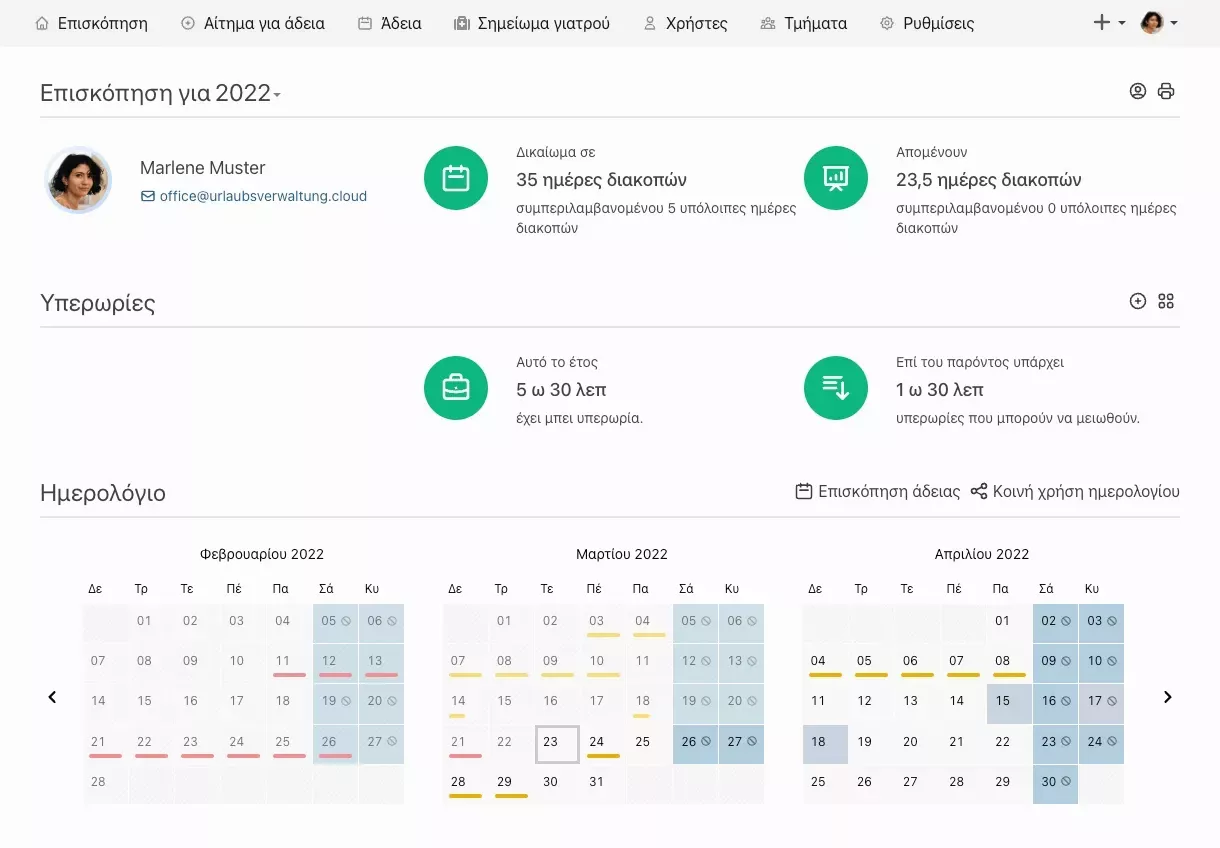 Επισκόπηση Αίτημα για άδεια Άδεια Σημείωμα γιατρού Χρήστες Τμήματα Ρυθμίσεις
Επισκόπηση για 2022
Marlene Muster
office@urlaubsverwaltung.cloud
Δικαίωμα σε
35 ημέρες διακοπών
συμπεριλαμβανομένου 5 υπόλοιπες ημέρες
διακοπών
Απομένουν
23,5 ημέρες διακοπών
συμπεριλαμβανομένου 0 υπόλοιπες ημέρες
διακοπών
Υπερωρίες
Αυτό το έτος
5 ω 30 λεπ
έχει μπει υπερωρία.
Επί του παρόντος υπάρχει
1 ω 30 λεπ
υπερωρίες που μπορούν να μειωθούν.
Ημερολόγιο
Επισκόπηση άδειας Κοινή χρήση ημερολογίου
Φεβρουαρίου 2022
Δε Τρ Τε Πέ Πα Σά Κυ
01 02 03 04 05 06
07 08 09 10 11 12 13
14 15 16 17 18 19 20
21 22 23 24 25 26 27
28
Μαρτίου 2022
Δε Τρ Τε Πέ Πα Σά Κυ
01 02 03 04 05 06
07 08 09 10 11 12 13
14 15 16 17 18 19 20
21 22 23 24 25 26 27
28 29 30 31
Απριλίου 2022
Δε Τρ Τε Πέ Πα Σά Κυ
01 02 03
04 05 06 07 08 09 10
11 12 13 14 15 16 17
18 19 20 21 22 23 24
25 26 27 28 29 30